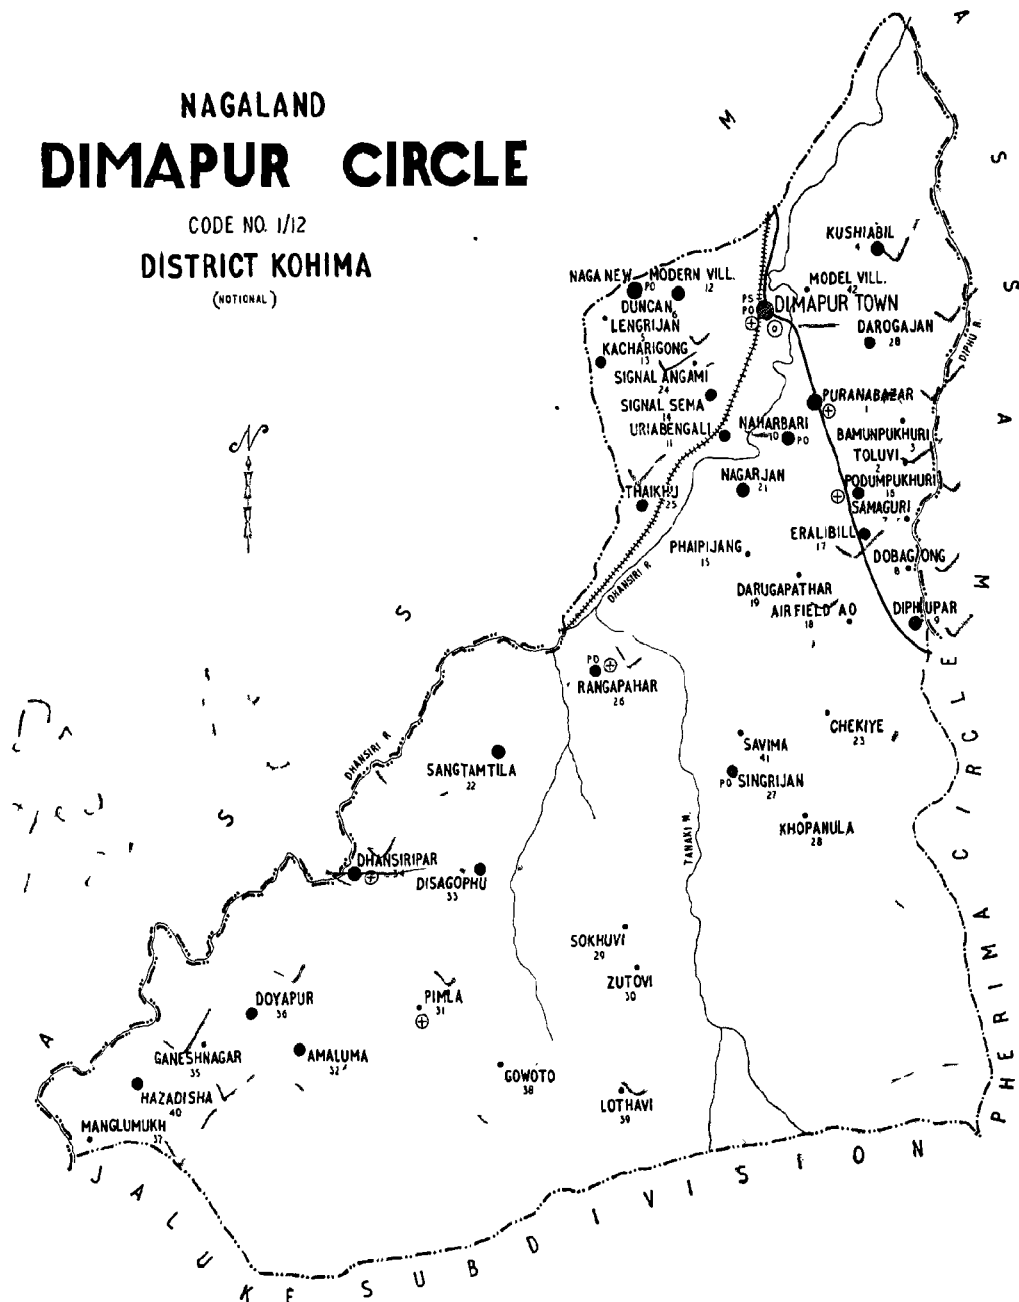 NAGALAND
DIMAPUR CIRCLE
CODE NO. 1/12
DISTRICT KOHIMA
(NOTIONAL)
A
S
S
A
M
KUSHIABIL
4
NAGA NEW
PO
MODERN VILL.
12
MODEL VILL.
42
DUNCAN
6
PS
PO
DIMAPUR TOWN
LENGRIJAN
5
DAROGAJAN
20
DIPHU R.
KACHARIGONG
13
SIGNAL ANGAMI
24
SIGNAL SEMA
14
PURANABAZAR
1
URIABENGALI
11
NAHARBARI
10 PO
BAMUNPUKHURI
3
TOLUVI
2
NAGARJAN
21
PODUMPUKHURI
16
THAIKHU
25
SAMAGURI
7
ERALIBILL
17
PHAIPIJANG
15
DOBAGAONG
8
DHANSIRI R
DARUGAPATHAR
19
AIRFIELD AO
18
DIPHUPAR
9
PO
RANGAPAHAR
26
CHEKIYE
23
SAVIMA
41
DHANSIRI R
SANGTAMTILA
22
PO SINGRIJAN
27
KHOPANULA
28
TANAKI N.
DHANSIRIPAR
34
DISAGOPHU
33
SOKHUVI
29
ZUTOVI
30
DOYAPUR
36
PIMLA
31
GANESHNAGAR
35
AMALUMA
32
GOWOTO
38
HAZADISHA
40
LOTHAVI
39
MANGLUMUKH
37
A
S
S
A
M
PHERIMA CIRCLE
JALUKE SUB DIVISION